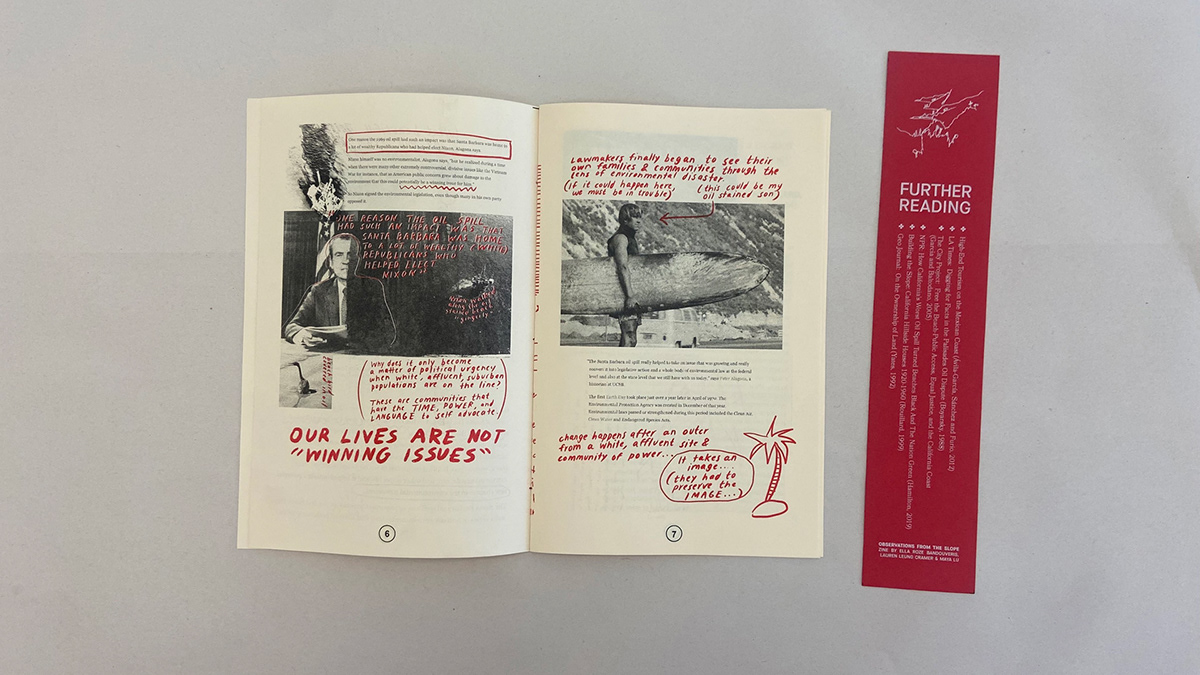 One reason the 1969 oil spill had such an impact was that Santa Barbara was home to
a lot of wealthy Republicans who had helped elect Nixon, Alagona says.
Nixon himself was no environmentalist, Alagona says, "but he realized during a time
when there were many other extremely controversial, divisive issues like the Vietnam
War for instance, that an American public concern grew about damage to the
environment that this could potentially be a winning issue for him."
signed the environmental legislation, even though many in his own party
opposed it.
"ONE REASON THE OIL SPILL
HAD SUCH AN IMPACT WAS THAT
SANTA BARBARA WAS HOME
TO A LOT OF WEALTHY (WHITE)
REPUBLICANS WHO
HELPED ELECT
NIXON"
Nixon walking
along the oil
stained beach
(Why does it only become
a matter of political urgency
when white, affluent, suburban
populations are on the line?
These are communities that
have the TIME, POWER, and
LANGUAGE to self advocate.)
OUR LIVES ARE NOT
"WINNING ISSUES"
6
Lawmakers finally began to see their
own families & communities through the
lens of environmental disaster.
(if it could happen here
we must be in trouble)
(this could be my
oil stained son)
"The Santa Barbara oil spill really helped to take an issue that was growing and really
convert it into legislative action and a whole body of environmental law at the federal
level and also at the state level that we still have with us today," says Peter Alagona, a
historian at UCSB.
The first Earth Day took place just over a year later in April of 1970. The
Environmental Protection Agency was created in December of that year.
Environmental laws passed or strengthened during this period included the Clean Air,
Clean Water and Endangered Species Acts.
change happens after an outcr
from a white, affluent site &
community of power...
It takes an
image....
(they had to
preserve the
IMAGE...)
7
FURTHER
READING
High-End Tourism on the Mexican Coast (Ávila-García, Sánchez and Furio, 2012)
LA Times: Digging for Facts in the Palisades Oil Dispute (Boyarsky, 1988)
The City Project: Free the Beach-Public Access, Equal Justice, and the California Coast
(García and Baltodano, 2005)
NPR: How California's Worst Oil Spill Turned Beaches Black And The Nation Green (Hamilton, 2019)
Building the Slope: California Hillside Houses 1920-1960 (Rouillard, 1999)
Geo Journal: On the Ownership of Land (Yates, 1992)
OBSERVATIONS FROM THE SLOPE
ZINE BY ELLA ROZE BANDOUVERIS,
LAUREN LEUNG CRAMER & MAYA LU